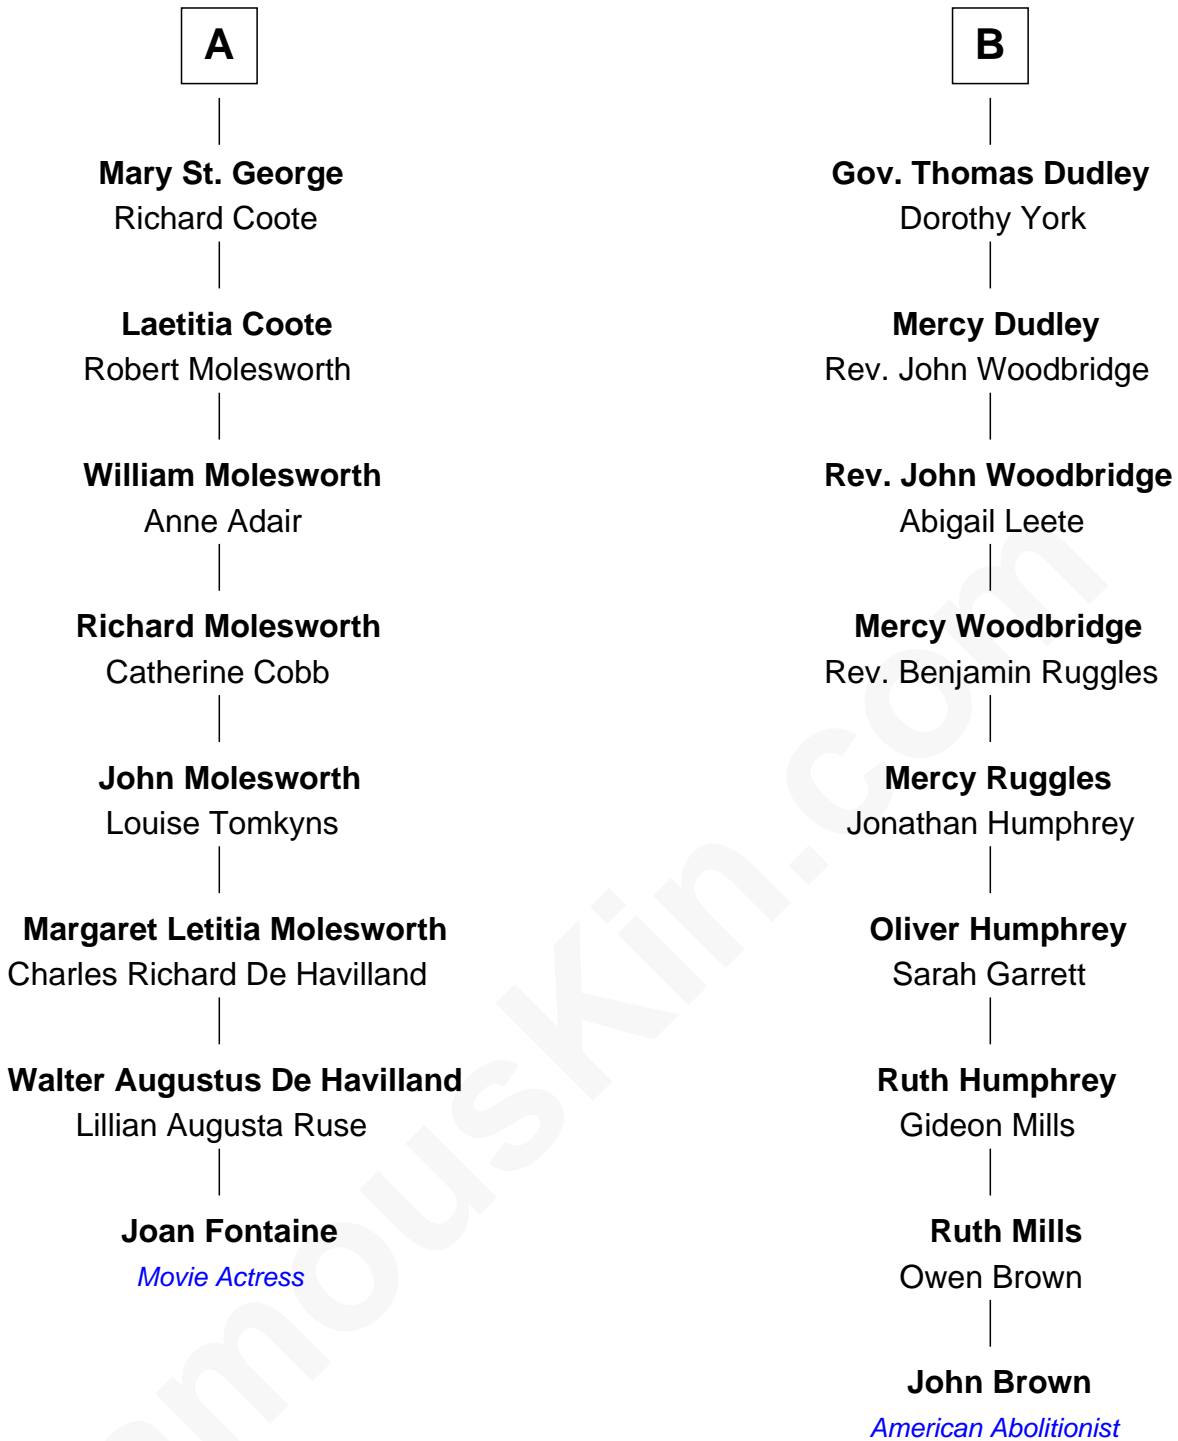 A
Mary St. George
Richard Coote
Laetitia Coote
Robert Molesworth
William Molesworth
Anne Adair
Richard Molesworth
Catherine Cobb
John Molesworth
Louise Tomkyns
Margaret Letitia Molesworth
Charles Richard De Havilland
Walter Augustus De Havilland
Lillian Augusta Ruse
Joan Fontaine
Movie Actress
B
Gov. Thomas Dudley
Dorothy York
Mercy Dudley
Rev. John Woodbridge
Rev. John Woodbridge
Abigail Leete
Mercy Woodbridge
Rev. Benjamin Ruggles
Mercy Ruggles
Jonathan Humphrey
Oliver Humphrey
Sarah Garrett
Ruth Humphrey
Gideon Mills
Ruth Mills
Owen Brown
John Brown
American Abolitionist
amousKin.com